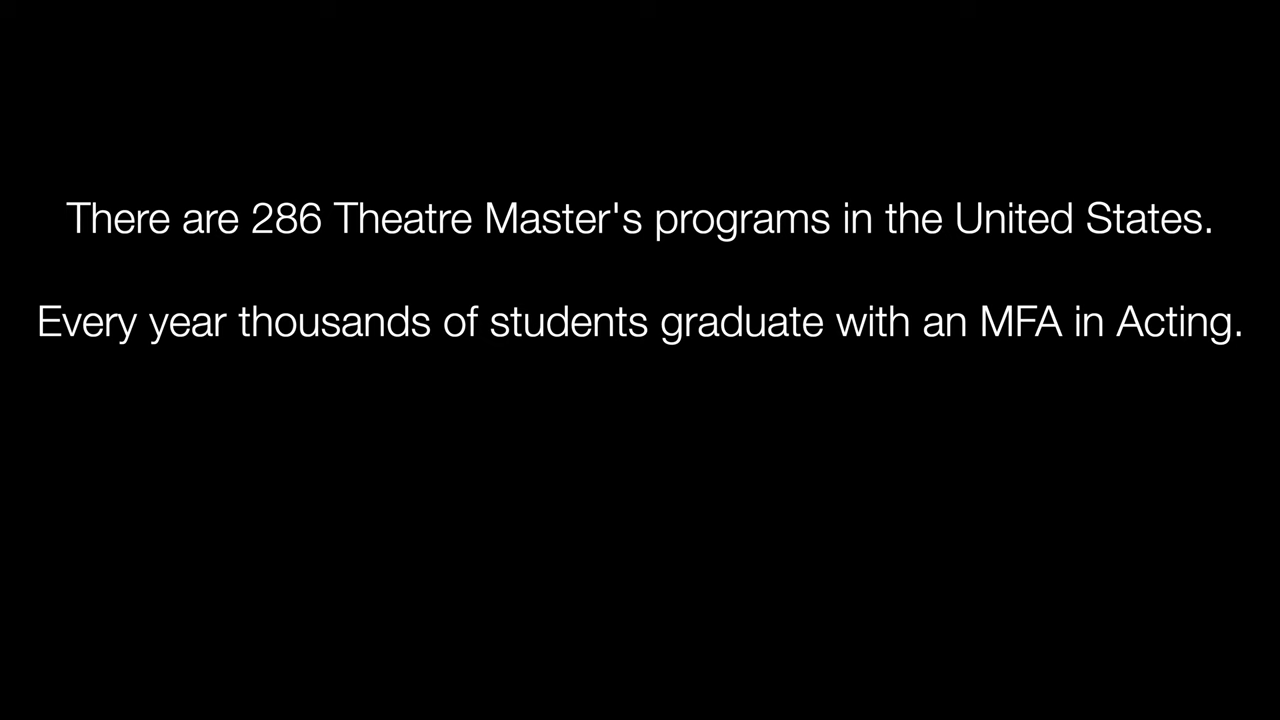 There are 286 Theatre Master's programs in the United States.
Every year thousands of students graduate with an MFA in Acting.